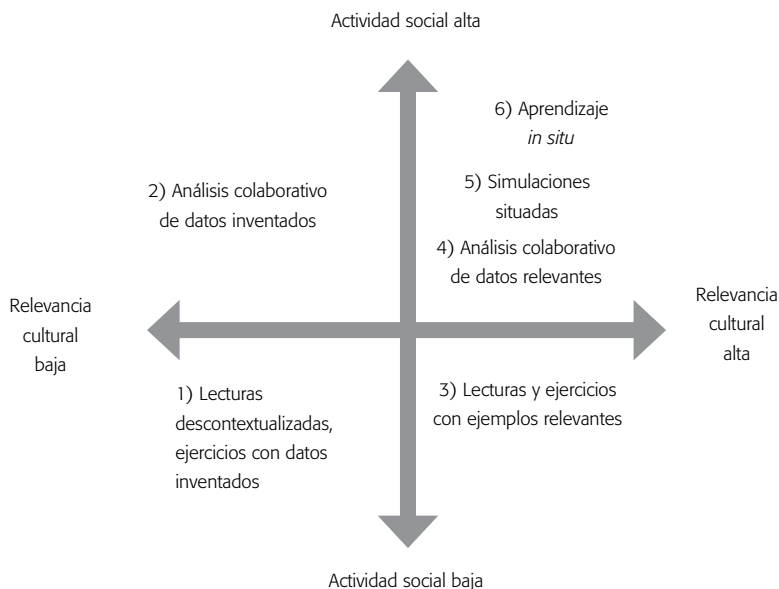 Actividad social alta
6) Aprendizaje
in situ
2) Análisis colaborativo
de datos inventados
5) Simulaciones
situadas
4) Análisis colaborativo
de datos relevantes
Relevancia
cultural
baja
Relevancia
cultural
alta
1) Lecturas
descontextualizadas,
ejercicios con datos
inventados
3) Lecturas y ejercicios
con ejemplos relevantes
Actividad social baja